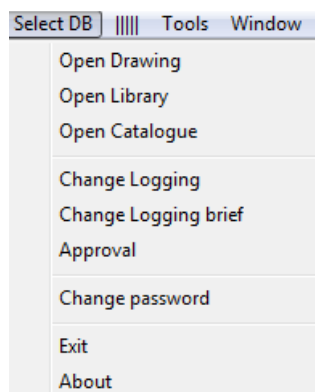 Select DB ||||| Tools Window
Open Drawing
Open Library
Open Catalogue
Change Logging
Change Logging brief
Approval
Change password
Exit
About